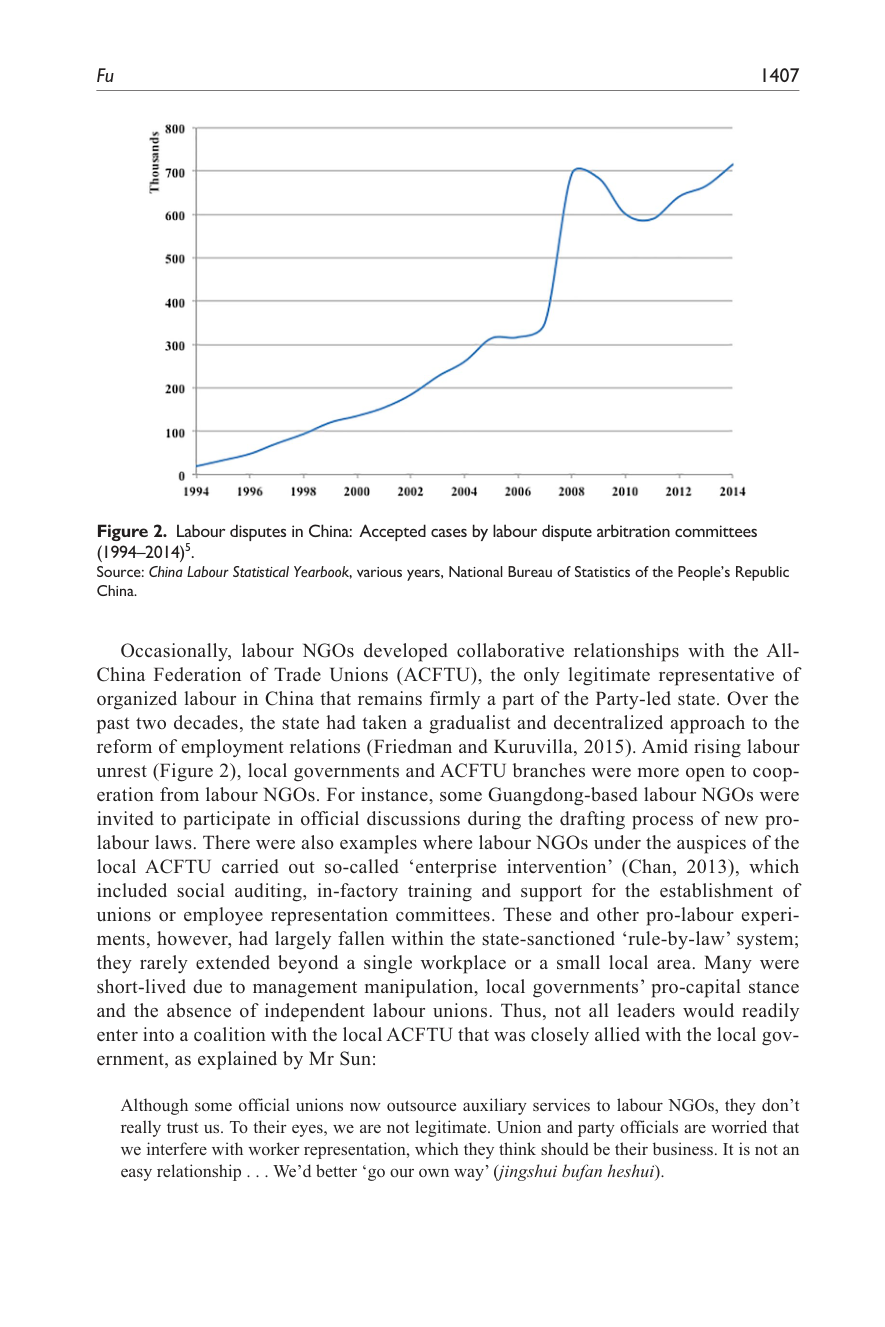 Fu
1407
Thousands
800
700
600
500
400
300
200
100
0
1994 1996 1998 2000 2002 2004 2006 2008 2010 2012 2014
Figure 2. Labour disputes in China: Accepted cases by labour dispute arbitration committees
(1994–2014)5.
Source: China Labour Statistical Yearbook, various years, National Bureau of Statistics of the People's Republic
China.
Occasionally, labour NGOs developed collaborative relationships with the All-
China Federation of Trade Unions (ACFTU), the only legitimate representative of
organized labour in China that remains firmly a part of the Party-led state. Over the
past two decades, the state had taken a gradualist and decentralized approach to the
reform of employment relations (Friedman and Kuruvilla, 2015). Amid rising labour
unrest (Figure 2), local governments and ACFTU branches were more open to coop-
eration from labour NGOs. For instance, some Guangdong-based labour NGOs were
invited to participate in official discussions during the drafting process of new pro-
labour laws. There were also examples where labour NGOs under the auspices of the
local ACFTU carried out so-called ‘enterprise intervention’ (Chan, 2013), which
included social auditing, in-factory training and support for the establishment of
unions or employee representation committees. These and other pro-labour experi-
ments, however, had largely fallen within the state-sanctioned ‘rule-by-law’ system;
they rarely extended beyond a single workplace or a small local area. Many were
short-lived due to management manipulation, local governments’ pro-capital stance
and the absence of independent labour unions. Thus, not all leaders would readily
enter into a coalition with the local ACFTU that was closely allied with the local gov-
ernment, as explained by Mr Sun:
Although some official unions now outsource auxiliary services to labour NGOs, they don’t
really trust us. To their eyes, we are not legitimate. Union and party officials are worried that
we interfere with worker representation, which they think should be their business. It is not an
easy relationship . . . We’d better ‘go our own way’ (jingshui bufan heshui).